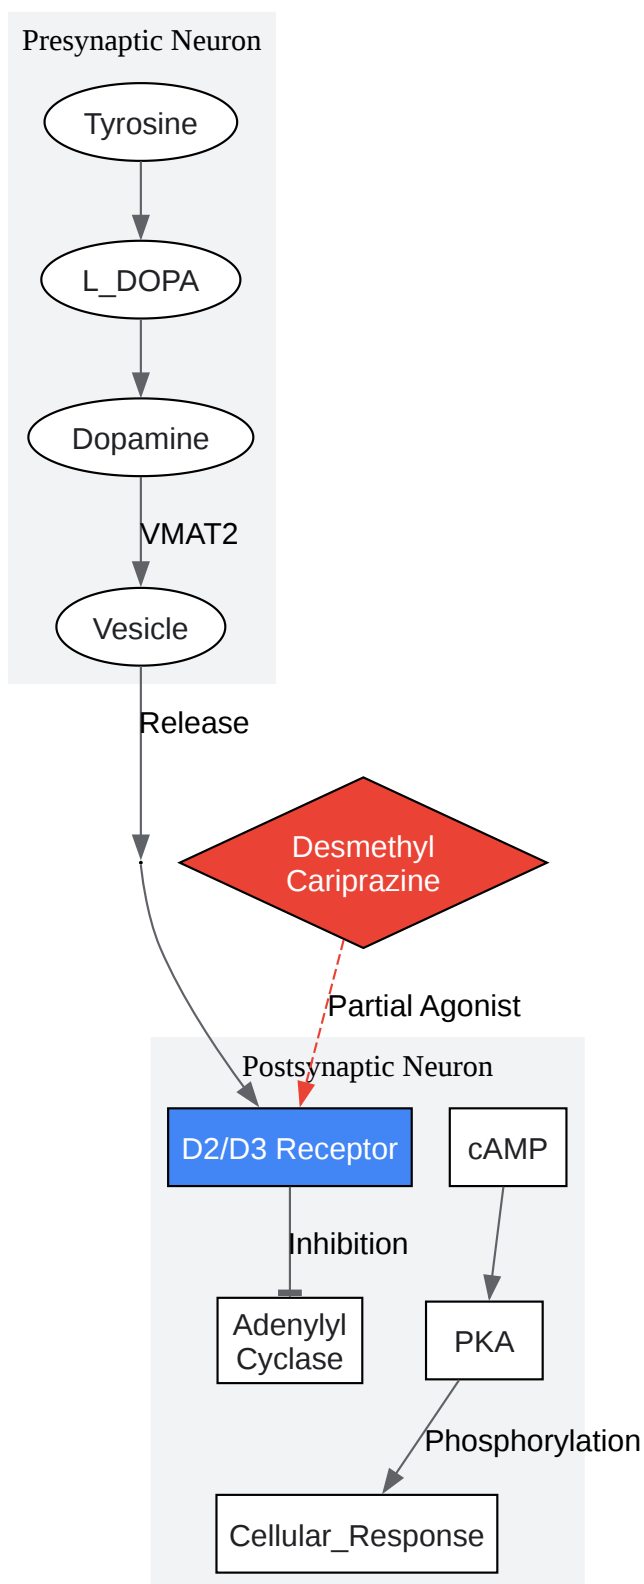 Presynaptic Neuron
Tyrosine
L_DOPA
Dopamine
VMAT2
Vesicle
Release
Desmethyl
Cariprazine
Partial Agonist
Postsynaptic Neuron
D2/D3 Receptor
cAMP
Inhibition
Adenylyl
Cyclase
PKA
Phosphorylation
Cellular_Response